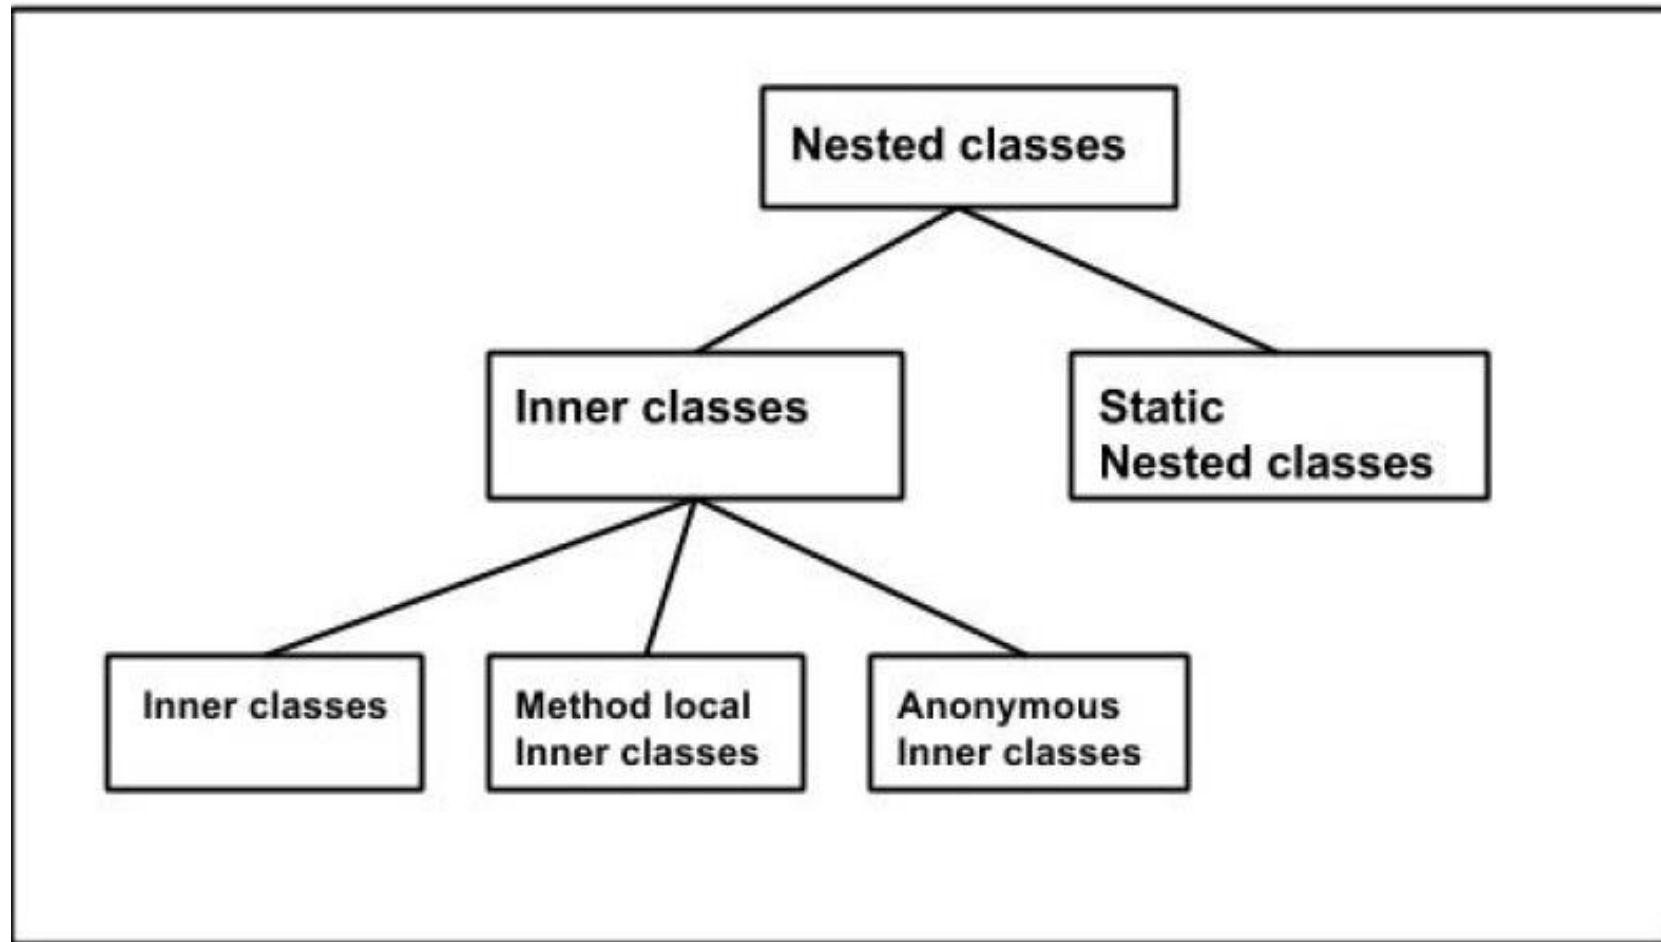 Nested classes
Inner classes
Static
Nested classes
Inner classes
Method local
Inner classes
Anonymous
Inner classes